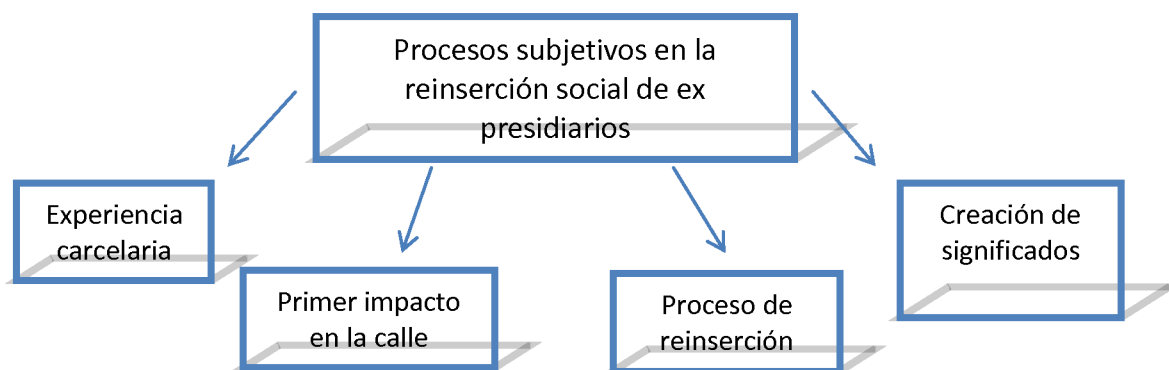 Procesos subjetivos en la
reinserción social de ex
presidiarios
Experiencia
carcelaria
Primer impacto
en la calle
Proceso de
reinserción
Creación de
significados